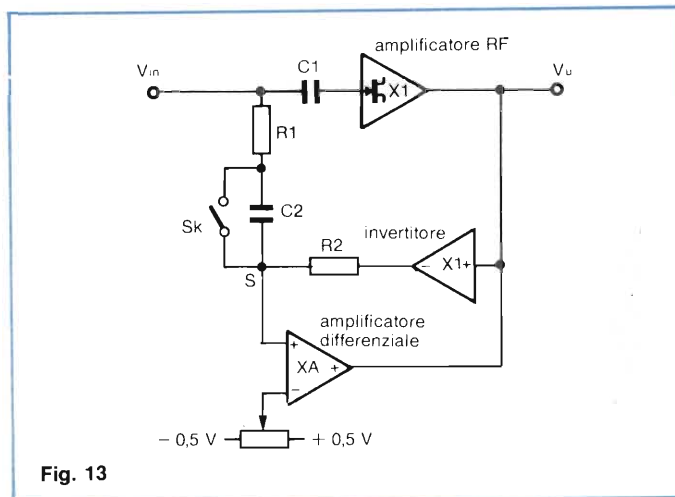 amplificatore RF
Vin
C1
X1
Vu
R1
Sk
C2
R2
invertitore
− X1+
S
amplificatore
differenziale
+
XA +
−
− 0,5 V
+ 0,5 V
Fig. 13